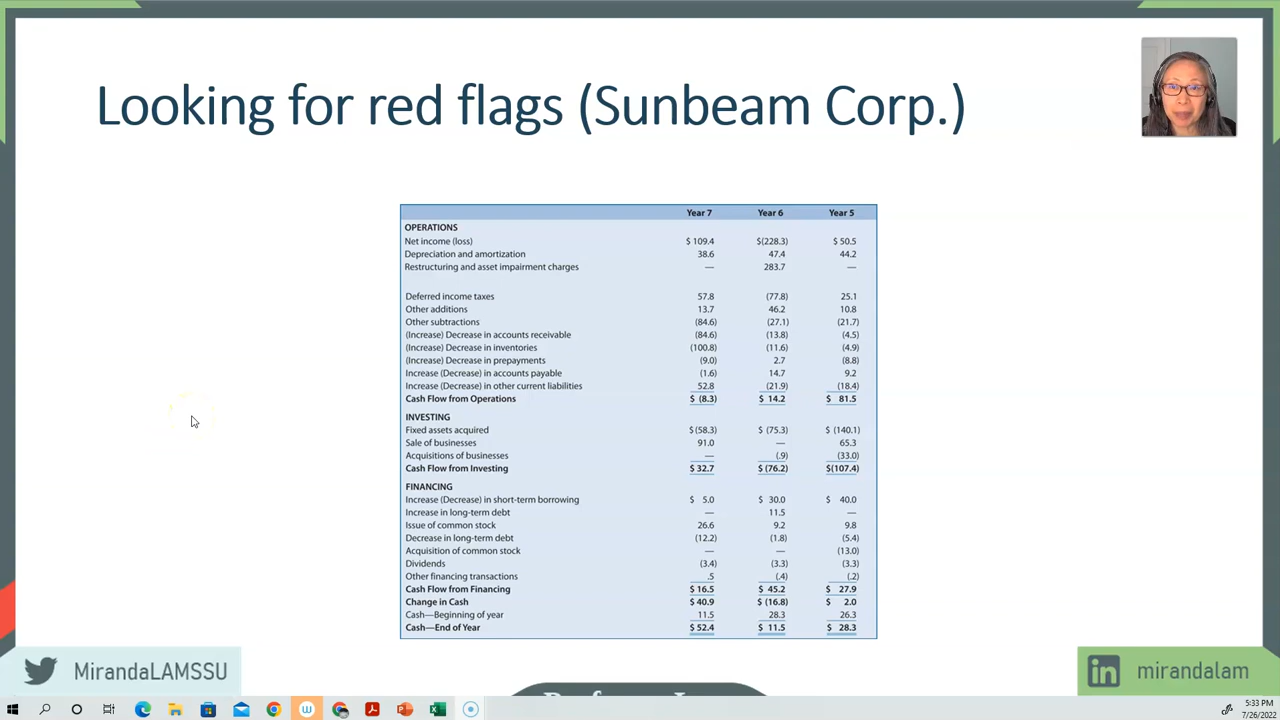 Looking for red flags (Sunbeam Corp.)
Year 7 Year 6 Year 5
OPERATIONS
Net income (loss) $ 109.4 $(228.3) $ 50.5
Depreciation and amortization 38.6 47.4 44.2
Restructuring and asset impairment charges — 283.7 —
Deferred income taxes 57.8 (77.8) 25.1
Other additions 13.7 46.2 10.8
Other subtractions (84.6) (27.1) (21.7)
(Increase) Decrease in accounts receivable (84.6) (13.8) (4.5)
(Increase) Decrease in inventories (100.8) (11.6) (4.9)
(Increase) Decrease in prepayments (9.0) 2.7 (8.8)
Increase (Decrease) in accounts payable (1.6) 14.7 9.2
Increase (Decrease) in other current liabilities 52.8 (21.9) (18.4)
Cash Flow from Operations $ (8.3) $ 14.2 $ 81.5
INVESTING
Fixed assets acquired $(58.3) $ (75.3) $ (140.1)
Sale of businesses 91.0 — 65.3
Acquisitions of businesses — (.9) (33.0)
Cash Flow from Investing $ 32.7 $ (76.2) $(107.4)
FINANCING
Increase (Decrease) in short-term borrowing $ 5.0 $ 30.0 $ 40.0
Increase in long-term debt — 11.5 —
Issue of common stock 26.6 9.2 9.8
Decrease in long-term debt (12.2) (1.8) (5.4)
Acquisition of common stock — — (13.0)
Dividends (3.4) (3.3) (3.3)
Other financing transactions .5 (.4) (.2)
Cash Flow from Financing $ 16.5 $ 45.2 $ 27.9
Change in Cash $ 40.9 $ (16.8) $ 2.0
Cash—Beginning of year 11.5 28.3 26.3
Cash—End of Year $ 52.4 $ 11.5 $ 28.3
MirandaLAMSSU
in mirandalam
5:33 PM
7/26/2022